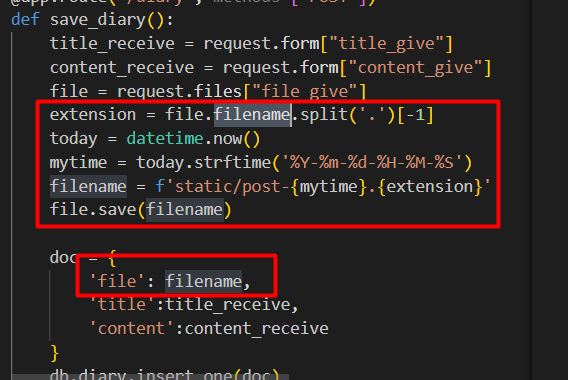 @app.route('/diary', methods=['POST'])
def save_diary():
    title_receive = request.form["title_give"]
    content_receive = request.form["content_give"]
    file = request.files["file_give"]
    extension = file.filename.split('.')[-1]
    today = datetime.now()
    mytime = today.strftime('%Y-%m-%d-%H-%M-%S')
    filename = f'static/post-{mytime}.{extension}'
    file.save(filename)
    doc = {
        'file': filename,
        'title':title_receive,
        'content':content_receive
    }
    db.diary.insert_one(doc)